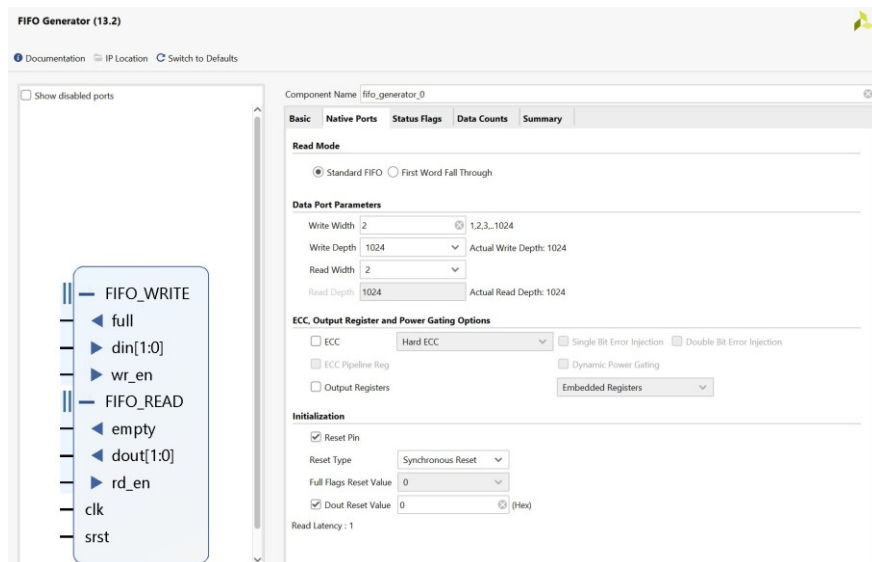 FIFO Generator (13.2)
Documentation IP Location Switch to Defaults
Show disabled ports
FIFO_WRITE
full
din[1:0]
wr_en
FIFO_READ
empty
dout[1:0]
rd_en
clk
srst
Component Name fifo_generator_0
Basic Native Ports Status Flags Data Counts Summary
Read Mode
Standard FIFO First Word Fall Through
Data Port Parameters
Write Width 2 1,2,3,..1024
Write Depth 1024 Actual Write Depth: 1024
Read Width 2
Read Depth 1024 Actual Read Depth: 1024
ECC, Output Register and Power Gating Options
ECC Hard ECC Single Bit Error Injection Double Bit Error Injection
ECC Pipeline Reg Dynamic Power Gating
Output Registers Embedded Registers
Initialization
Reset Pin
Reset Type Synchronous Reset
Full Flags Reset Value 0
Dout Reset Value 0 (Hex)
Read Latency : 1